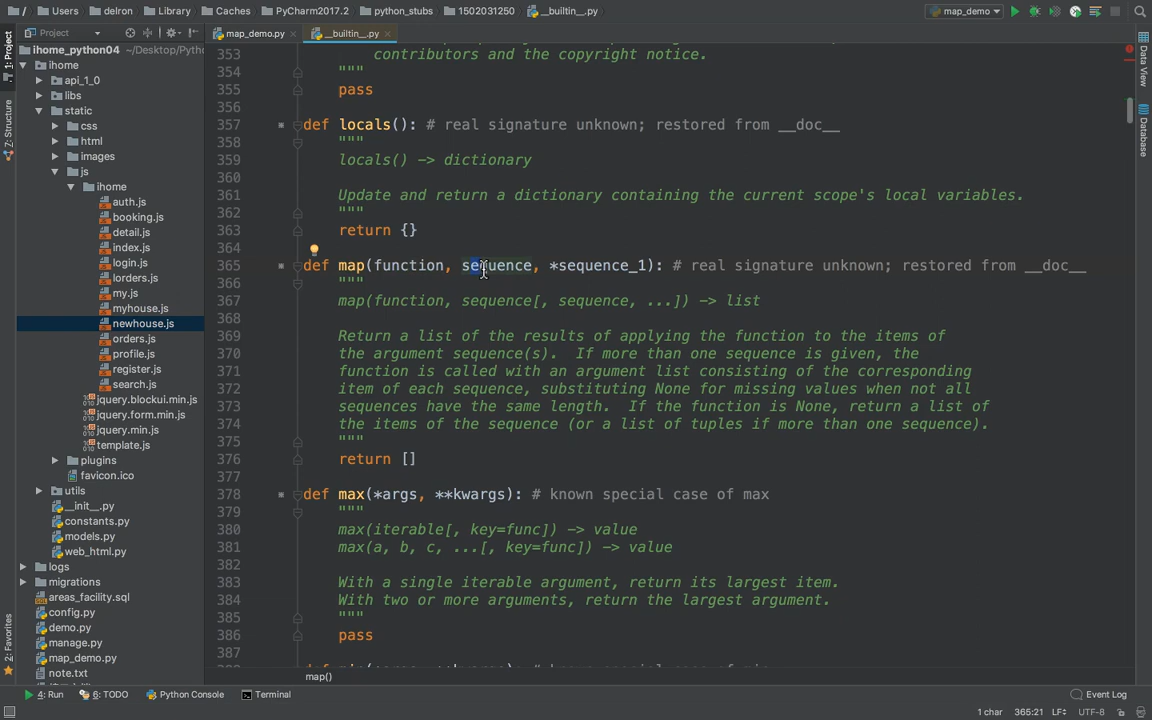 / Users delron Library Caches PyCharm2017.2 python_stubs 1502031250 __builtin__.py map_demo
Project map_demo.py __builtin__.py
ihome_python04 ~/Desktop/Pytho
ihome
api_1_0
libs
static
css
html
images
js
ihome
auth.js
booking.js
detail.js
index.js
login.js
lorders.js
my.js
myhouse.js
newhouse.js
orders.js
profile.js
register.js
search.js
jquery.blockui.min.js
jquery.form.min.js
jquery.min.js
template.js
plugins
favicon.ico
utils
__init__.py
constants.py
models.py
web_html.py
logs
migrations
areas_facility.sql
config.py
demo.py
manage.py
map_demo.py
note.txt
1: Project
7: Structure
2: Favorites
353 contributors and the copyright notice.
354 """
355 pass
356
357 def locals(): # real signature unknown; restored from __doc__
358 """
359 locals() -> dictionary
360
361 Update and return a dictionary containing the current scope's local variables.
362 """
363 return {}
364
365 def map(function, sequence, *sequence_1): # real signature unknown; restored from __doc__
366 """
367 map(function, sequence[, sequence, ...]) -> list
368
369 Return a list of the results of applying the function to the items of
370 the argument sequence(s).  If more than one sequence is given, the
371 function is called with an argument list consisting of the corresponding
372 item of each sequence, substituting None for missing values when not all
373 sequences have the same length.  If the function is None, return a list of
374 the items of the sequence (or a list of tuples if more than one sequence).
375 """
376 return []
377
378 def max(*args, **kwargs): # known special case of max
379 """
380 max(iterable[, key=func]) -> value
381 max(a, b, c, ...[, key=func]) -> value
382
383 With a single iterable argument, return its largest item.
384 With two or more arguments, return the largest argument.
385 """
386 pass
387
map()
Data View
Database
4: Run 6: TODO Python Console Terminal Event Log
1 char 365:21 LF÷ UTF-8